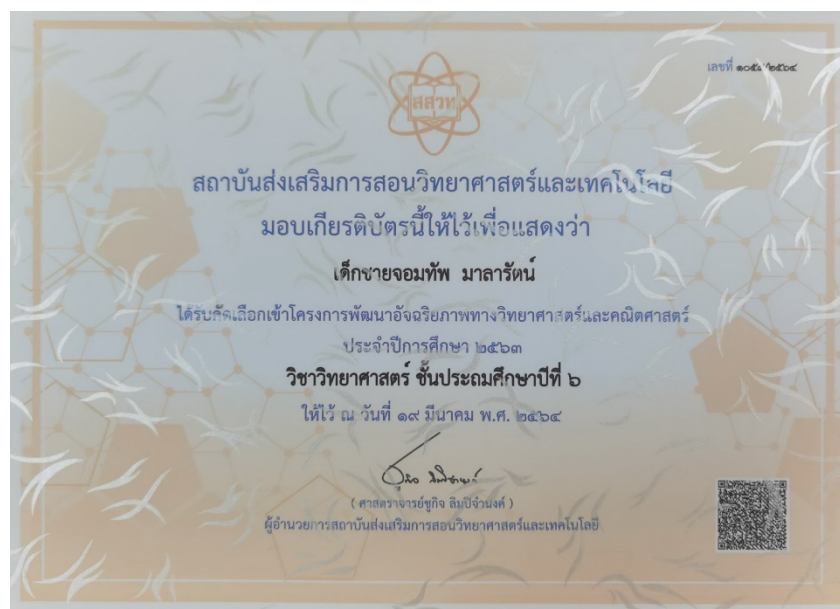 เลขที่ ๑๐๕๘/๒๕๖๔
สสวท
สถาบันส่งเสริมการสอนวิทยาศาสตร์และเทคโนโลยี
มอบเกียรติบัตรนี้ให้ไว้เพื่อแสดงว่า
เด็กชายจอมทัพ มาลารัตน์
ได้รับคัดเลือกเข้าโครงการพัฒนาอัจฉริยภาพทางวิทยาศาสตร์และคณิตศาสตร์
ประจำปีการศึกษา ๒๕๖๓
วิชาวิทยาศาสตร์ ชั้นประถมศึกษาปีที่ ๖
ให้ไว้ ณ วันที่ ๑๙ มีนาคม พ.ศ. ๒๕๖๔
( ศาสตราจารย์ชูกิจ ลิมปิจำนงค์ )
ผู้อำนวยการสถาบันส่งเสริมการสอนวิทยาศาสตร์และเทคโนโลยี